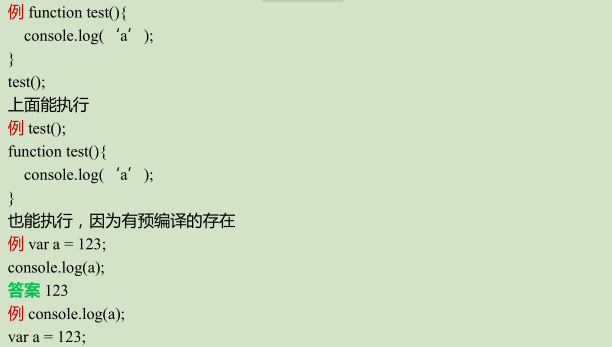 例 function test(){
console.log(‘a’);
}
test();
上面能执行
例 test();
function test(){
console.log(‘a’);
}
也能执行，因为有预编译的存在
例 var a = 123;
console.log(a);
答案 123
例 console.log(a);
var a = 123;